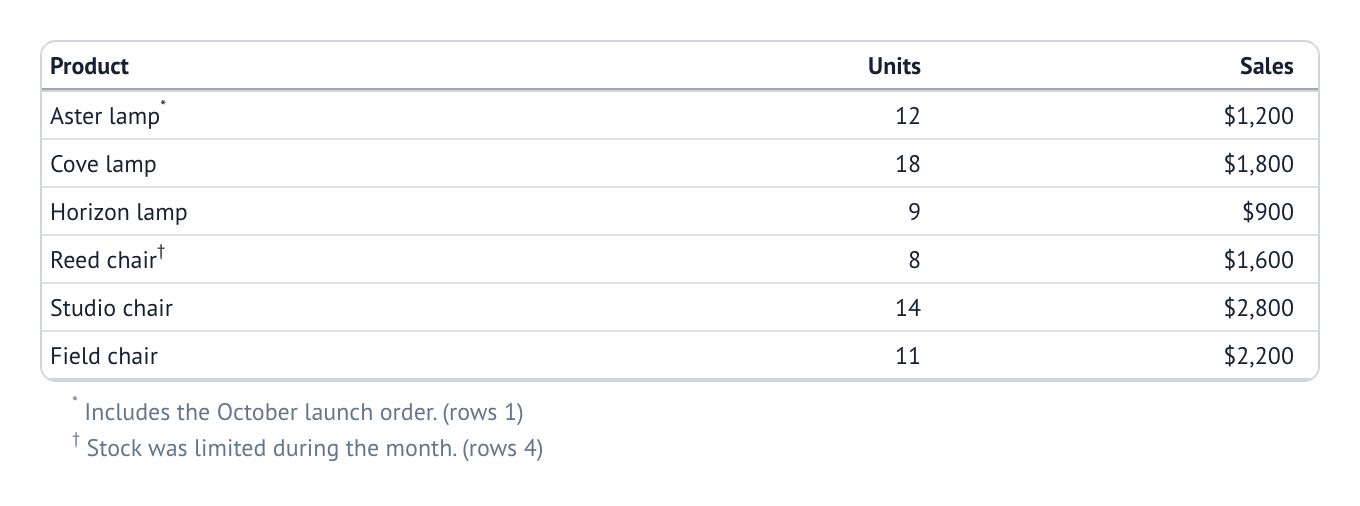 Product Units Sales
Aster lamp* 12 $1,200
Cove lamp 18 $1,800
Horizon lamp 9 $900
Reed chair† 8 $1,600
Studio chair 14 $2,800
Field chair 11 $2,200
* Includes the October launch order. (rows 1)
† Stock was limited during the month. (rows 4)